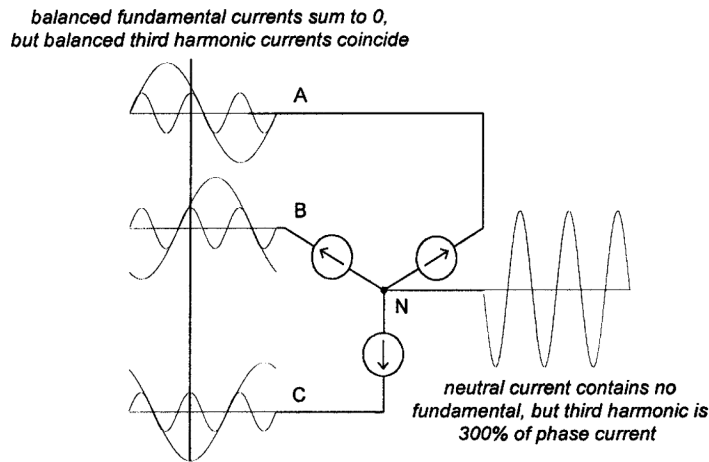 balanced fundamental currents sum to 0,
but balanced third harmonic currents coincide
A
B
N
C
neutral current contains no
fundamental, but third harmonic is
300% of phase current